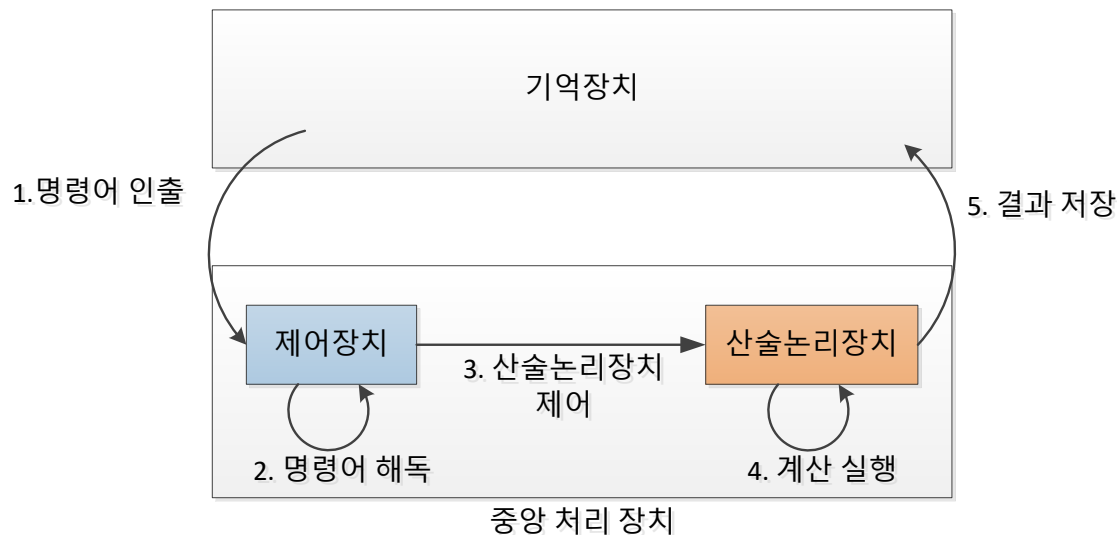 기억장치
1.명령어 인출
5. 결과 저장
제어장치
산술논리장치
3. 산술논리장치
제어
2. 명령어 해독
4. 계산 실행
중앙 처리 장치